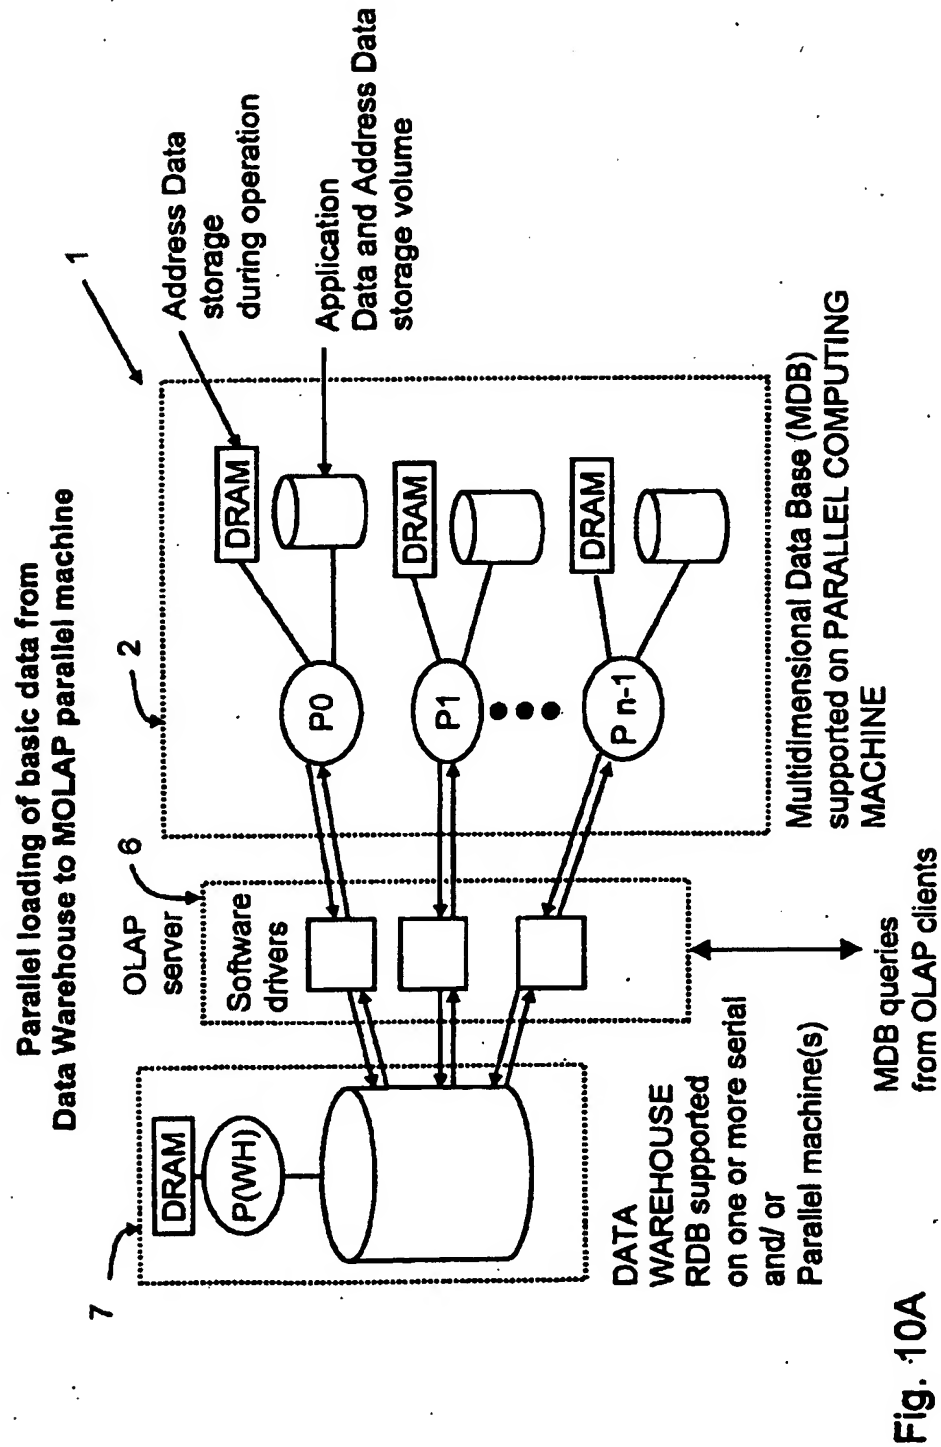 Parallel loading of basic data from
Data Warehouse to MOLAP parallel machine
7
DRAM
P(WH)
DATA
WAREHOUSE
RDB supported
on one or more serial
and/ or
Parallel machine(s)
OLAP
server
6
Software
drivers
MDB queries
from OLAP clients
2
1
P0
DRAM
P1
DRAM
P n-1
DRAM
Address Data
storage
during operation
Application
Data and Address Data
storage volume
Multidimensional Data Base (MDB)
supported on PARALLEL COMPUTING
MACHINE
Fig. 10A